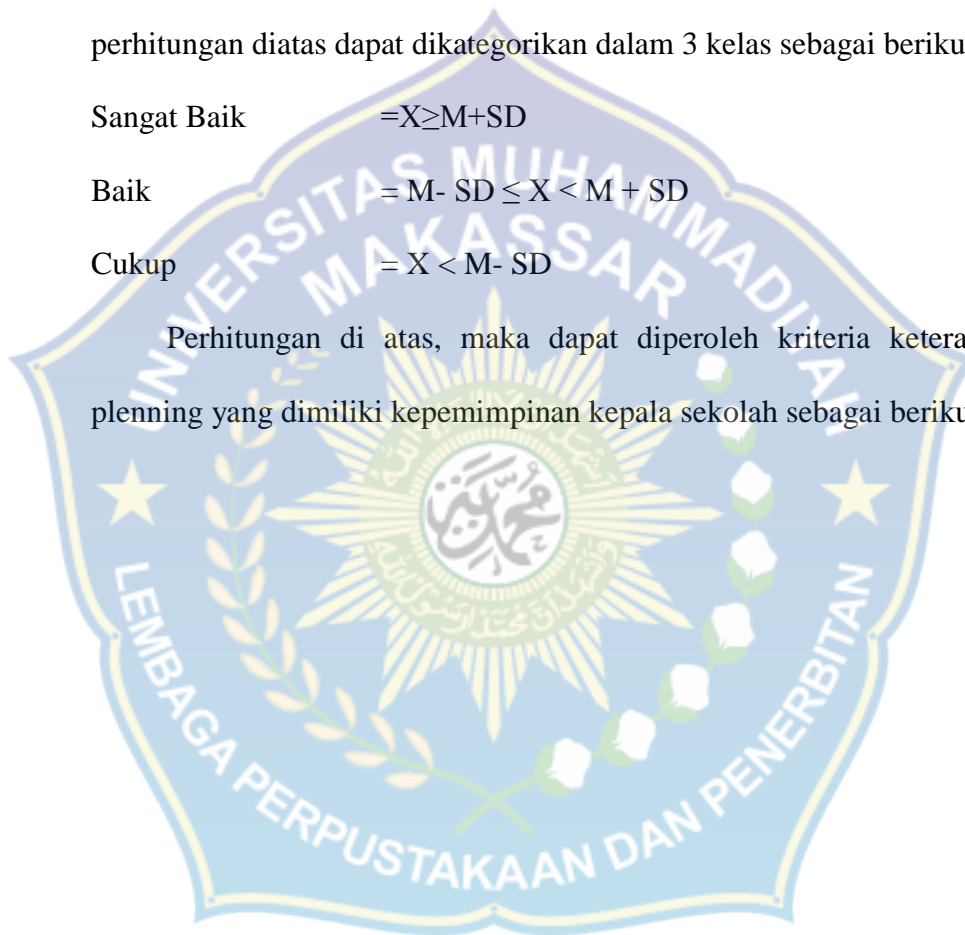 perhitungan diatas dapat dikategorikan dalam 3 kelas sebagai beriku
Sangat Baik =X≥M+SD
Baik = M- SD ≤ X < M + SD
Cukup = X < M- SD
Perhitungan di atas, maka dapat diperoleh kriteria ketera
plenning yang dimiliki kepemimpinan kepala sekolah sebagai beriku
UNIVERSITAS MUHAMMADIYAH
MAKASSAR
LEMBAGA PERPUSTAKAAN DAN PENERBITAN